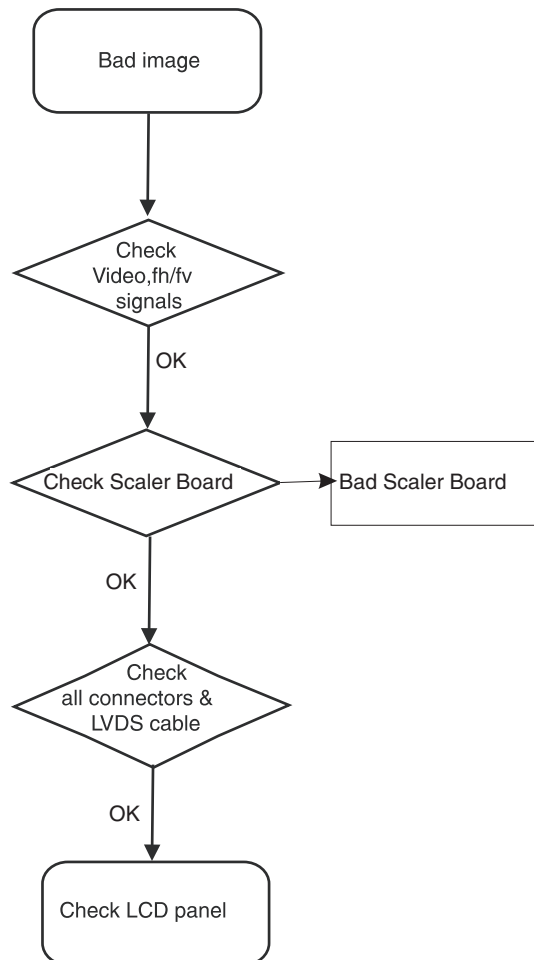 Bad image
Check
Video,fh/fv
signals
OK
Check Scaler Board
Bad Scaler Board
OK
Check
all connectors &
LVDS cable
OK
Check LCD panel